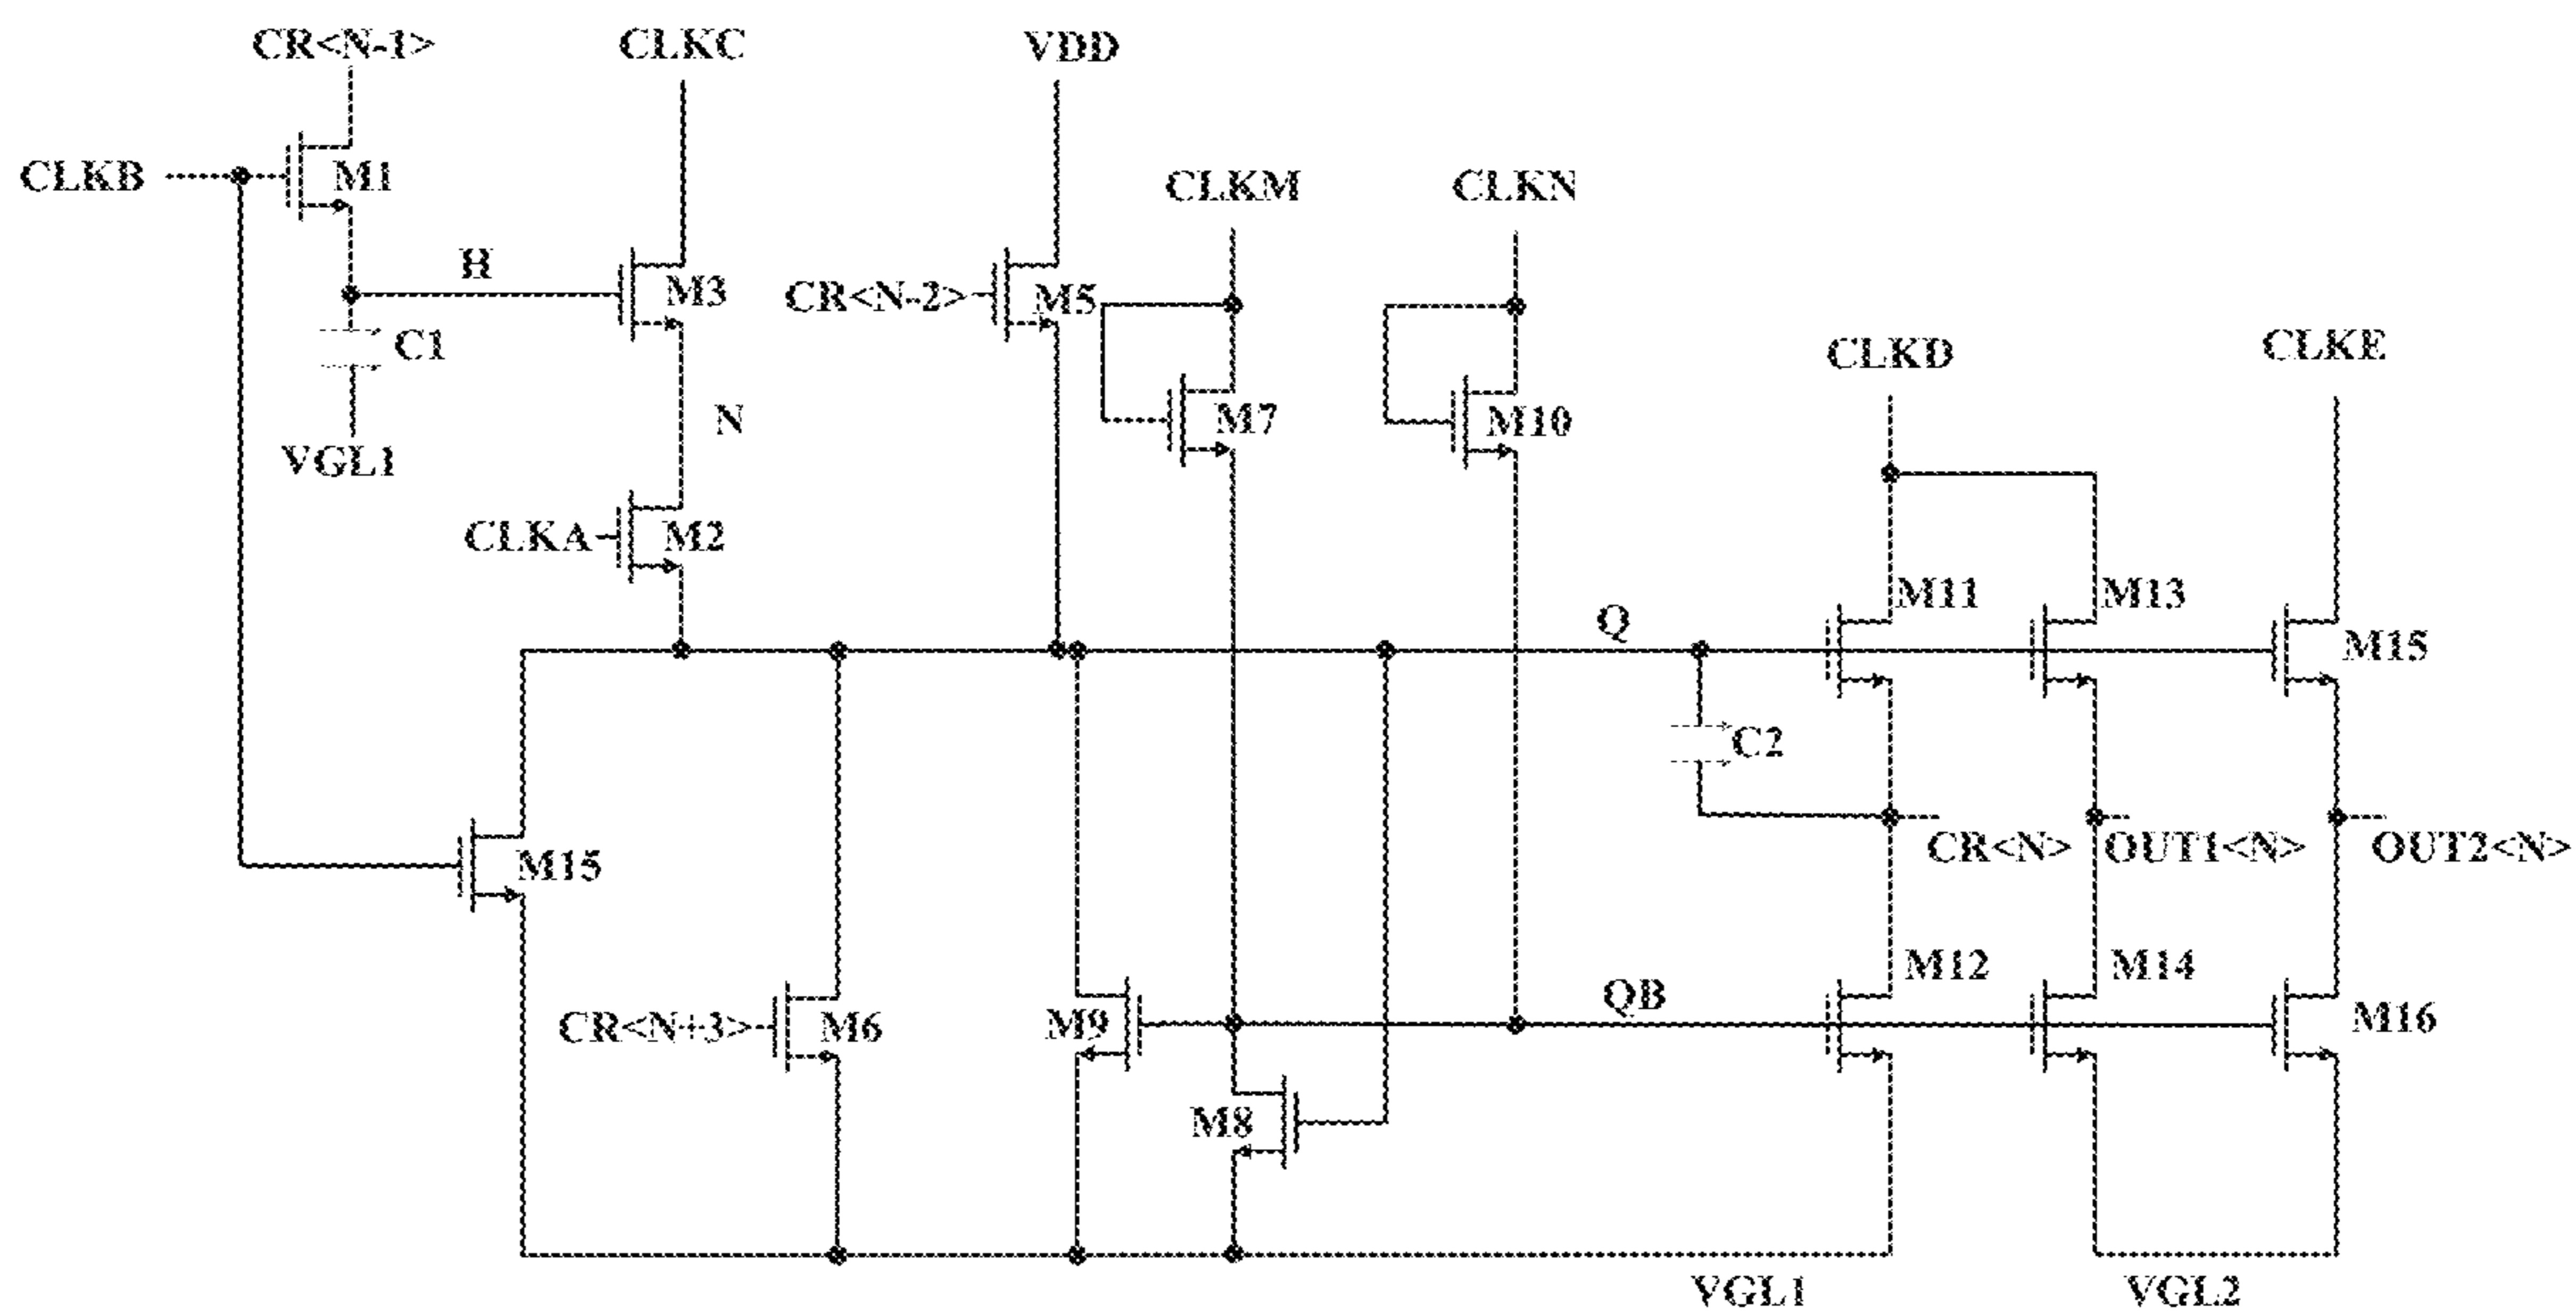 CR<N-1>
CLKC
VDD
CLKB
M1
CLKM
CLKN
H
M3
CR<N-2>
M5
C1
CLKD
CLKE
N
M7
M10
VGL1
CLKA
M2
M11
M13
Q
M15
C2
CR<N>
OUT1<N>
OUT2<N>
M15
M12
M14
QB
CR<N+3>
M6
M9
M16
M8
VGL1
VGL2